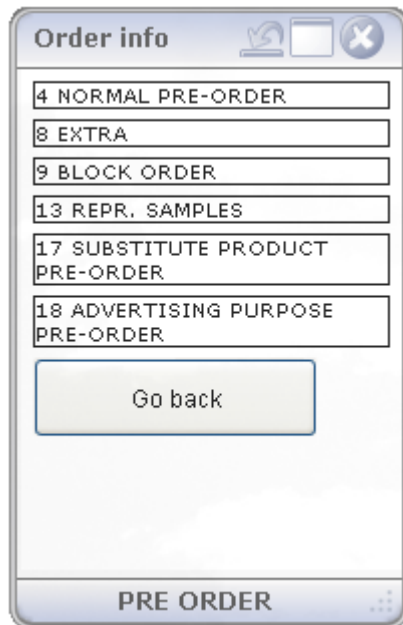 Order info
4 NORMAL PRE-ORDER
8 EXTRA
9 BLOCK ORDER
13 REPR. SAMPLES
17 SUBSTITUTE PRODUCT
PRE-ORDER
18 ADVERTISING PURPOSE
PRE-ORDER
Go back
PRE ORDER